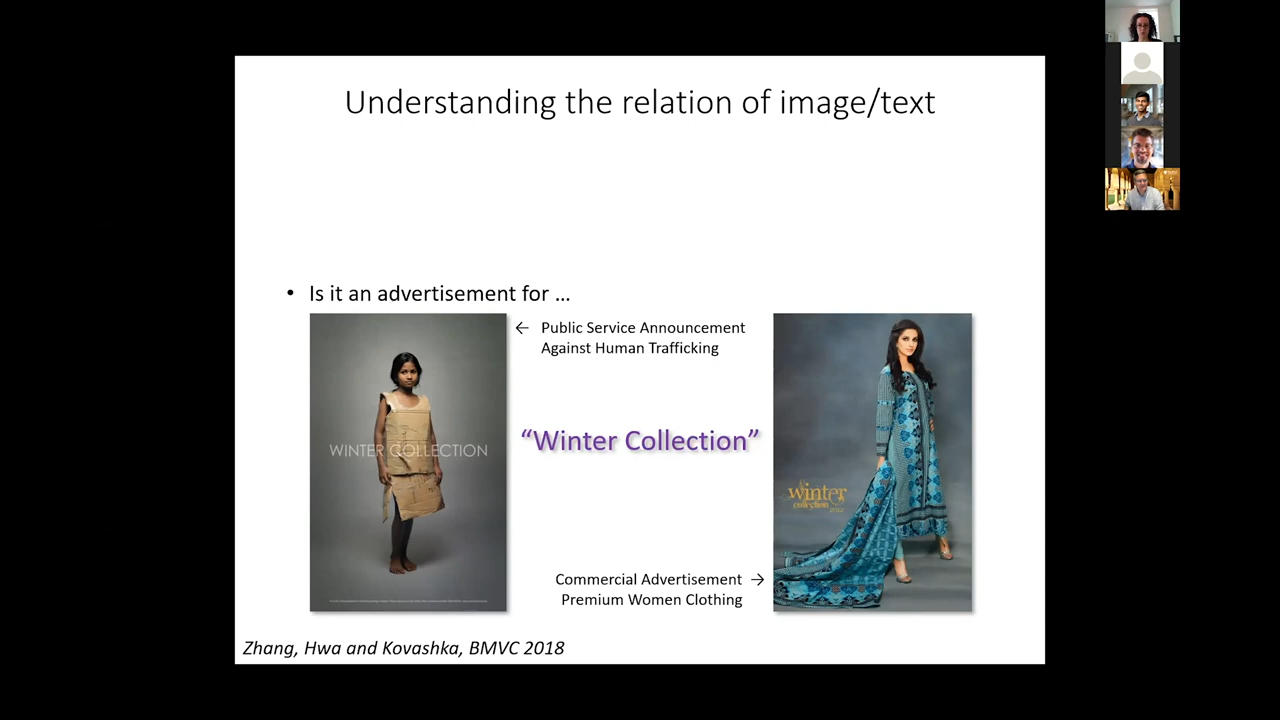 Understanding the relation of image/text
• Is it an advertisement for ...
← Public Service Announcement
Against Human Trafficking
WINTER COLLECTION
“Winter Collection”
winter
collection
Commercial Advertisement →
Premium Women Clothing
Zhang, Hwa and Kovashka, BMVC 2018